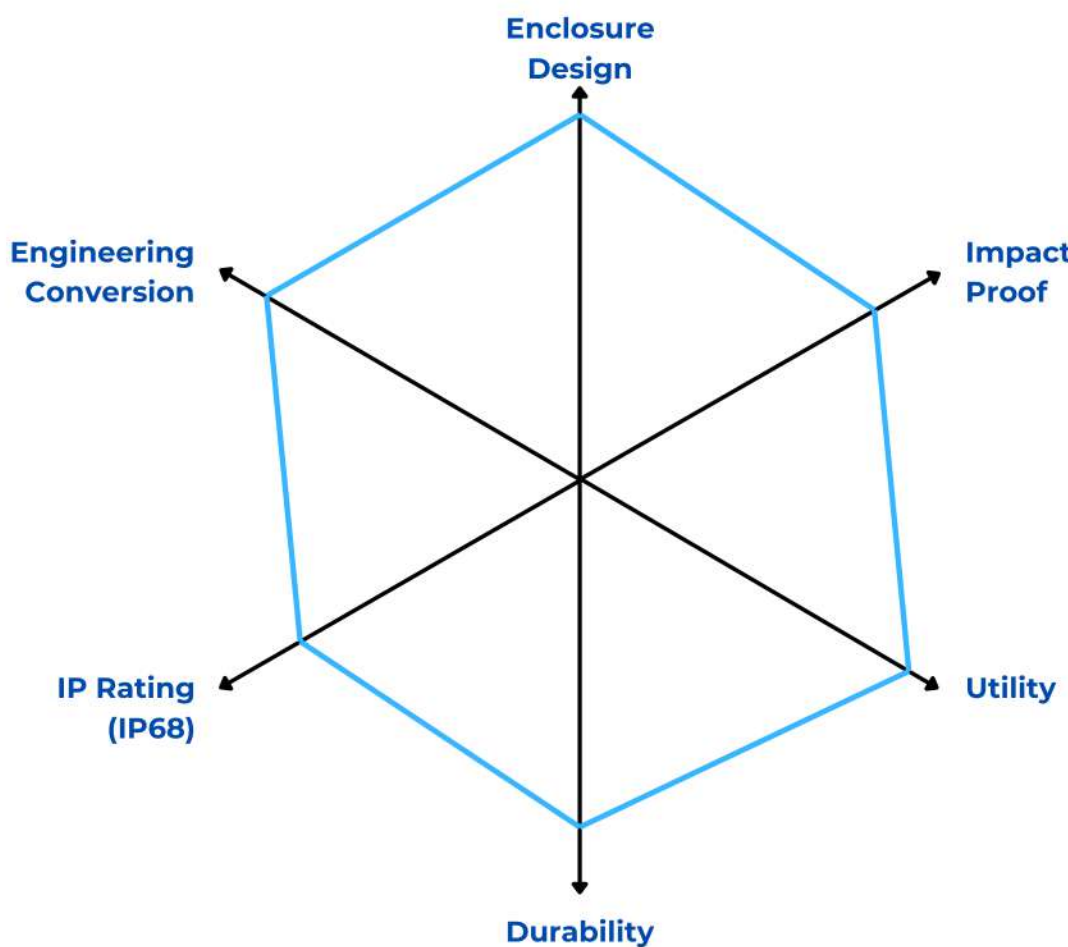 Enclosure
Design
Engineering
Conversion
Impact
Proof
IP Rating
(IP68)
Utility
Durability